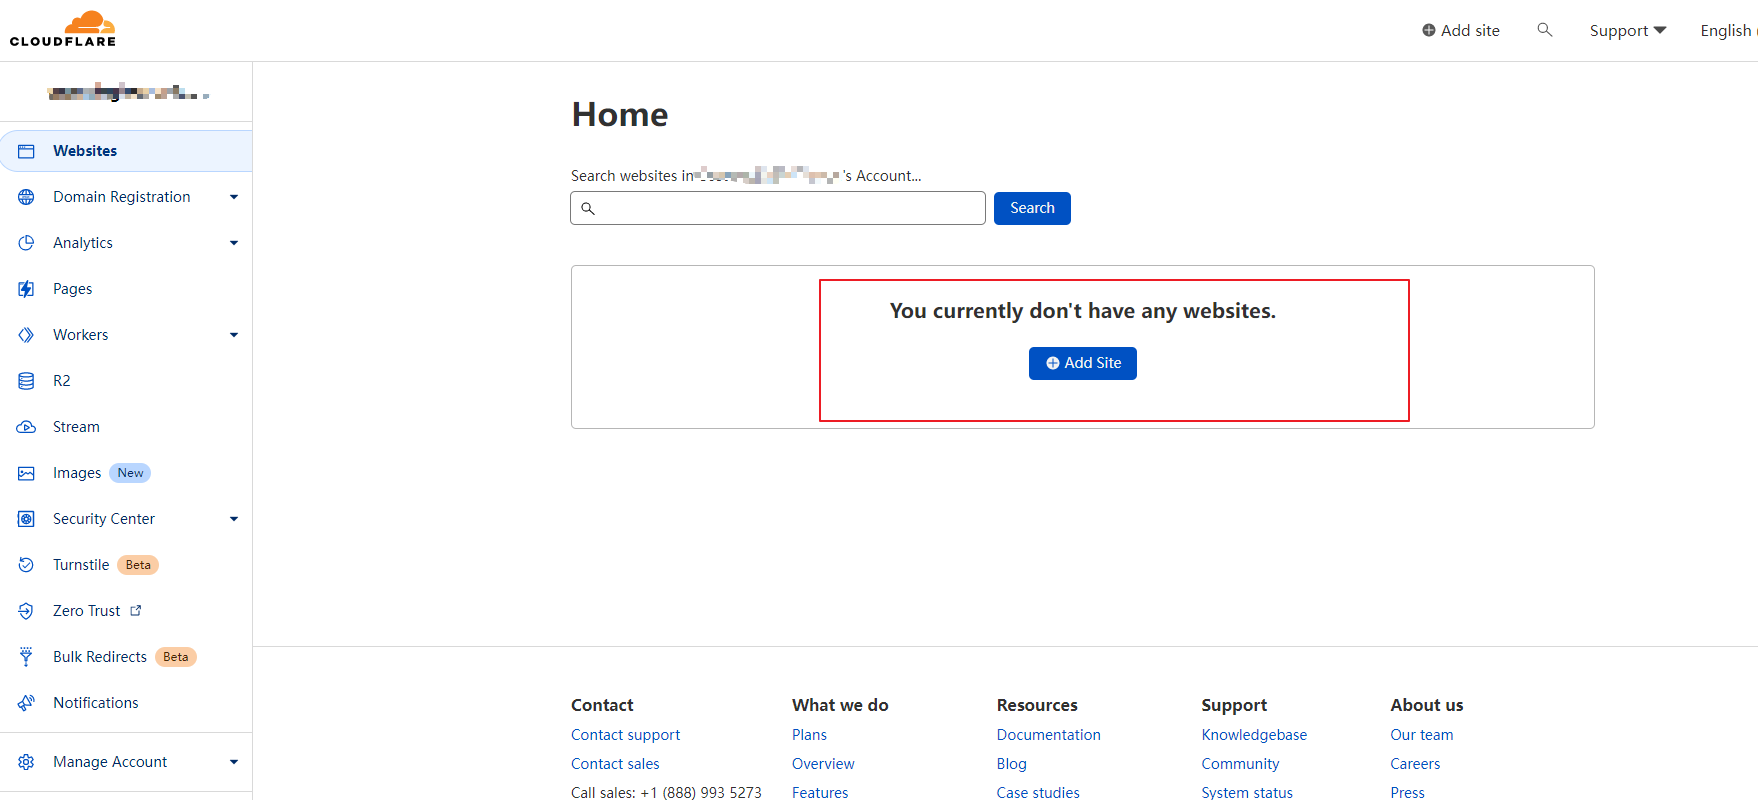 CLOUDFLARE
Add site
Support
English
Websites
Domain Registration
Analytics
Pages
Workers
R2
Stream
Images New
Security Center
Turnstile Beta
Zero Trust
Bulk Redirects Beta
Notifications
Manage Account
Home
Search websites in 's Account...
Search
You currently don't have any websites.
Add Site
Contact
Contact support
Contact sales
Call sales: +1 (888) 993 5273
What we do
Plans
Overview
Features
Resources
Documentation
Blog
Case studies
Support
Knowledgebase
Community
System status
About us
Our team
Careers
Press